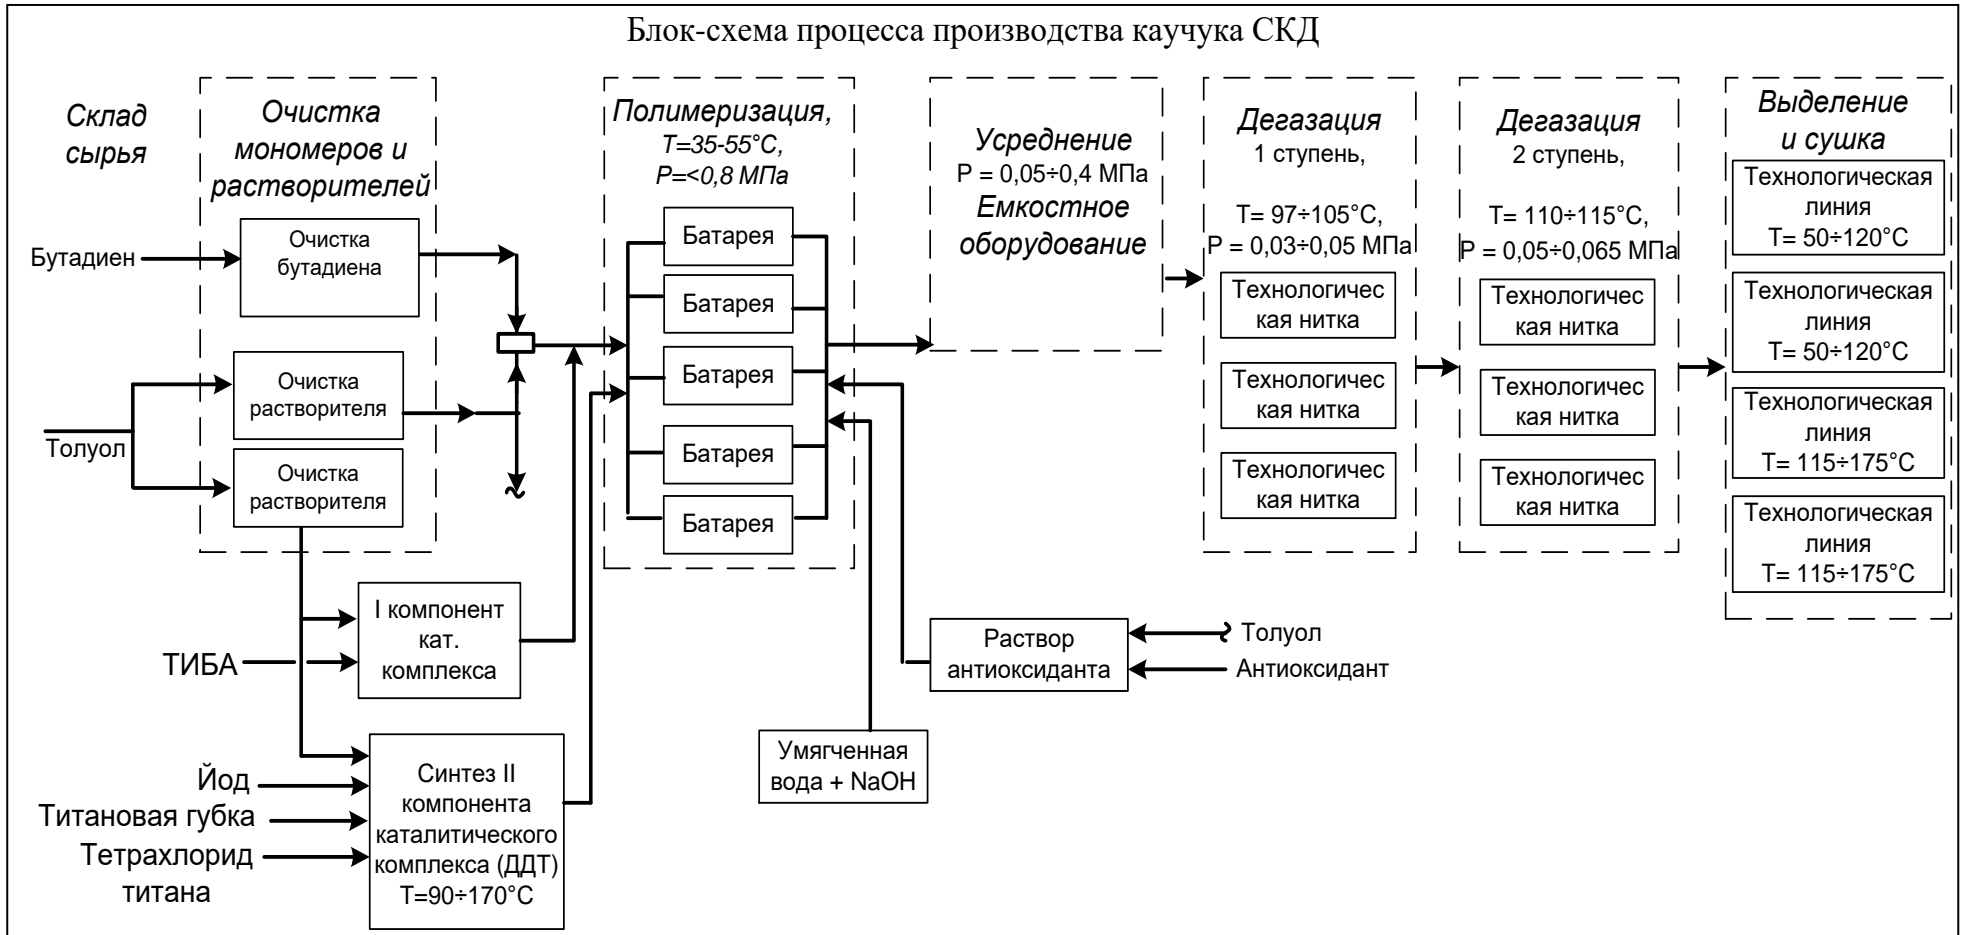 Блок-схема процесса производства каучука СКД
Склад
сырья
Бутадиен
Толуол
Очистка
мономеров и
растворителей
Очистка
бутадиена
Очистка
растворителя
Очистка
растворителя
ТИБА
I компонент
кат.
комплекса
Йод
Титановая губка
Тетрахлорид
титана
Синтез II
компонента
каталитического
комплекса (ДДТ)
T=90÷170°C
Полимеризация,
T=35-55°C,
P=<0,8 МПа
Батарея
Батарея
Батарея
Батарея
Батарея
Умягченная
вода + NaOH
Усреднение
P = 0,05÷0,4 МПа
Емкостное
оборудование
Раствор
антиоксиданта
Толуол
Антиоксидант
Дегазация
1 ступень,
T= 97÷105°C,
P = 0,03÷0,05 МПа
Технологичес
кая нитка
Технологичес
кая нитка
Технологичес
кая нитка
Дегазация
2 ступень,
T= 110÷115°C,
P = 0,05÷0,065 МПа
Технологичес
кая нитка
Технологичес
кая нитка
Технологичес
кая нитка
Выделение
и сушка
Технологическая
линия
T= 50÷120°C
Технологическая
линия
T= 50÷120°C
Технологическая
линия
T= 115÷175°C
Технологическая
линия
T= 115÷175°C